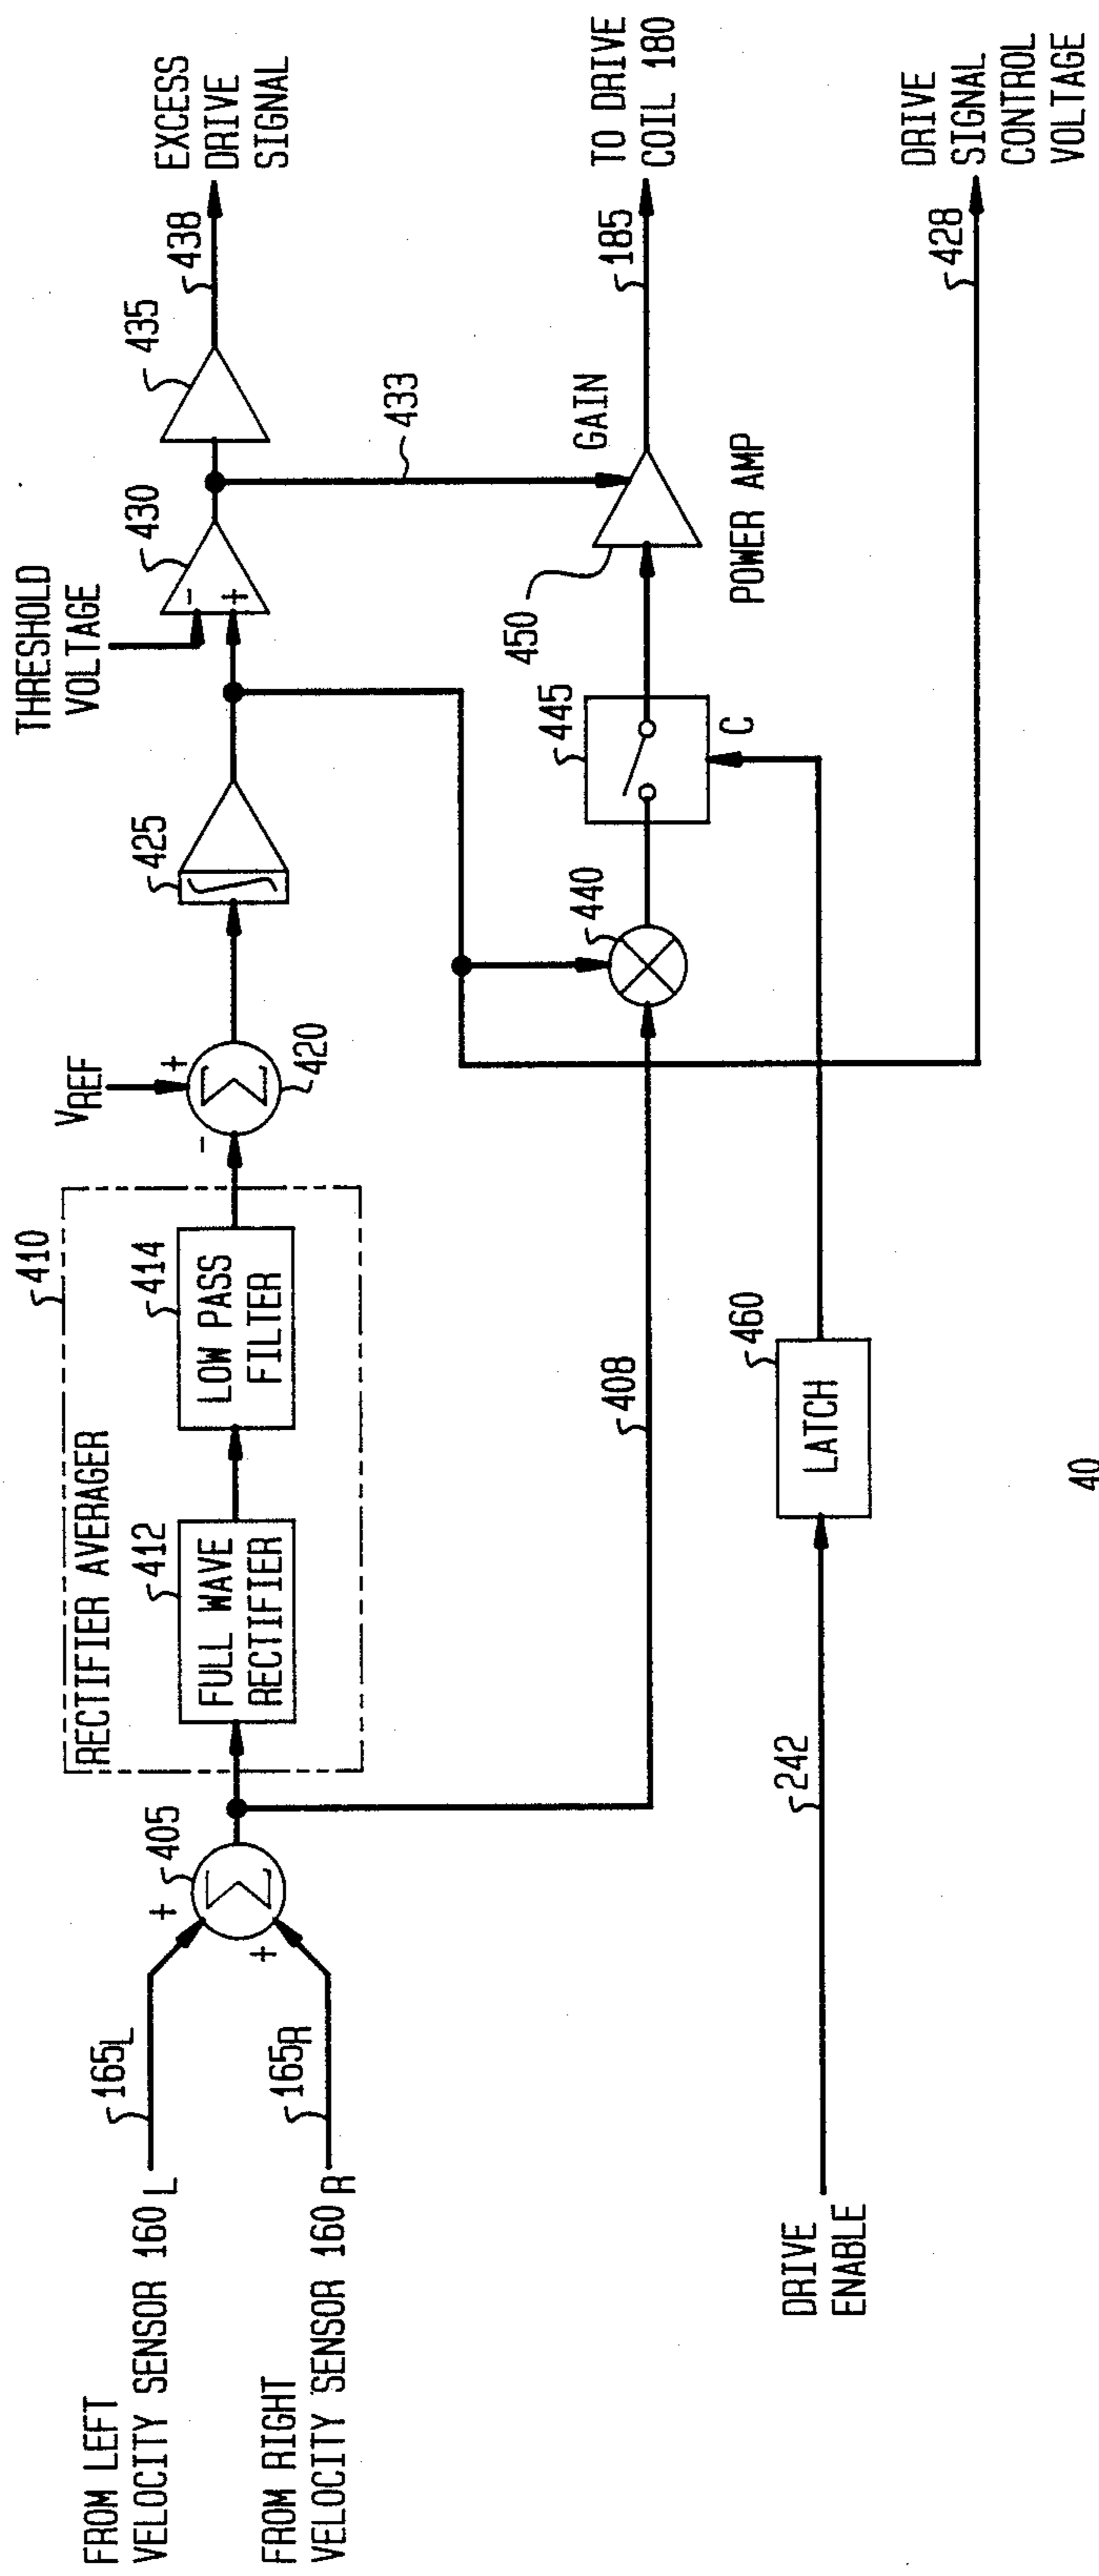 FROM LEFT
VELOCITY SENSOR 160L
165L
FROM RIGHT
VELOCITY SENSOR 160R
165R
+
+
405
410
RECTIFIER AVERAGER
412
FULL WAVE
RECTIFIER
414
LOW PASS
FILTER
VREF
+
-
420
425
THRESHOLD
VOLTAGE
-
+
430
435
438
EXCESS
DRIVE
SIGNAL
433
408
440
445
C
450
GAIN
POWER AMP
185
TO DRIVE
COIL 180
DRIVE
ENABLE
242
460
LATCH
428
DRIVE
SIGNAL
CONTROL
VOLTAGE
40